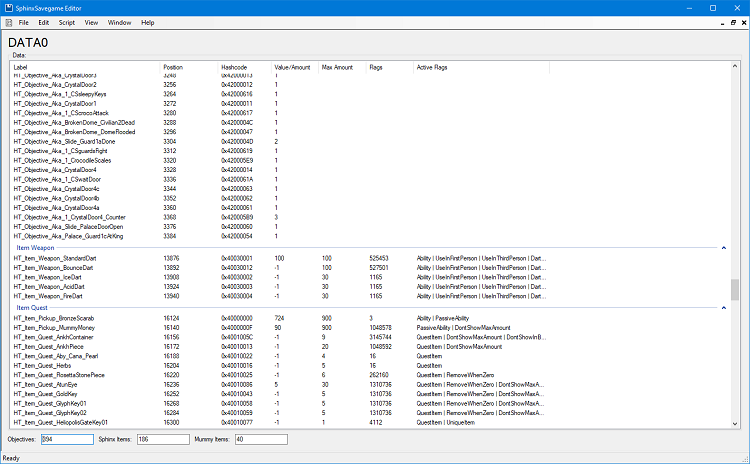 SphinxSavegame Editor
File Edit Script View Window Help
DATA0
Data:
Label Position Hashcode Value/Amount Max Amount Flags Active Flags
HT_Objective_Aka_CrystalDoor3 3248 0x42000013 1
HT_Objective_Aka_CrystalDoor2 3256 0x42000012 1
HT_Objective_Aka_1_CSsleepyKeys 3264 0x42000616 1
HT_Objective_Aka_CrystalDoor1 3272 0x42000011 1
HT_Objective_Aka_1_CScrocoAttack 3280 0x42000617 1
HT_Objective_Aka_BrokenDome_Civilian2Dead 3288 0x4200004C 1
HT_Objective_Aka_BrokenDome_DomeFlooded 3296 0x42000047 1
HT_Objective_Aka_Slide_Guard1aDone 3304 0x4200004D 2
HT_Objective_Aka_1_CSguardsFight 3312 0x42000619 1
HT_Objective_Aka_1_CrocodileScales 3320 0x420005E9 1
HT_Objective_Aka_CrystalDoor4 3328 0x42000014 1
HT_Objective_Aka_1_CSwaitDoor 3336 0x4200061A 1
HT_Objective_Aka_CrystalDoor4c 3344 0x42000063 1
HT_Objective_Aka_CrystalDoor4b 3352 0x42000062 1
HT_Objective_Aka_CrystalDoor4a 3360 0x42000061 1
HT_Objective_Aka_1_CrystalDoor4_Counter 3368 0x420005B9 3
HT_Objective_Aka_Slide_PalaceDoorOpen 3376 0x42000060 1
HT_Objective_Aka_Palace_Guard1cAtKing 3384 0x42000054 1
Item Weapon
HT_Item_Weapon_StandardDart 13876 0x40030001 100 100 525453 Ability | UseInFirstPerson | UseInThirdPerson | Dart...
HT_Item_Weapon_BounceDart 13892 0x40030012 -1 100 527501 Ability | UseInFirstPerson | UseInThirdPerson | Dart...
HT_Item_Weapon_IceDart 13908 0x40030002 -1 30 1165 Ability | UseInFirstPerson | UseInThirdPerson | Dart...
HT_Item_Weapon_AcidDart 13924 0x40030003 -1 30 1165 Ability | UseInFirstPerson | UseInThirdPerson | Dart...
HT_Item_Weapon_FireDart 13940 0x40030004 -1 30 1165 Ability | UseInFirstPerson | UseInThirdPerson | Dart...
Item Quest
HT_Item_Pickup_BronzeScarab 16124 0x40000000 724 900 3 Ability | PassiveAbility
HT_Item_Pickup_MummyMoney 16140 0x4000000F 90 900 1048578 PassiveAbility | DontShowMaxAmount
HT_Item_Quest_AnkhContainer 16156 0x4001009C -1 9 3145744 QuestItem | DontShowMaxAmount | DontShowInB...
HT_Item_Quest_AnkhPiece 16172 0x40010013 -1 20 1048592 QuestItem | DontShowMaxAmount
HT_Item_Quest_Aby_Cana_Pearl 16188 0x40010022 -1 4 16 QuestItem
HT_Item_Quest_Herbs 16204 0x40010016 -1 5 16 QuestItem
HT_Item_Quest_RosettaStonePiece 16220 0x40010025 -1 6 262160 QuestItem | RemoveWhenZero
HT_Item_Quest_AtunEye 16236 0x40010086 5 30 1310736 QuestItem | RemoveWhenZero | DontShowMaxA...
HT_Item_Quest_GoldKey 16252 0x40010043 -1 5 1310736 QuestItem | RemoveWhenZero | DontShowMaxA...
HT_Item_Quest_GlyphKey01 16268 0x40010058 -1 5 1310736 QuestItem | RemoveWhenZero | DontShowMaxA...
HT_Item_Quest_GlyphKey02 16284 0x40010059 -1 5 1310736 QuestItem | RemoveWhenZero | DontShowMaxA...
HT_Item_Quest_HeliopolisGateKey01 16300 0x40010077 -1 1 4112 QuestItem | UniqueItem
Objectives: 394 Sphinx Items: 186 Mummy Items: 40
Ready